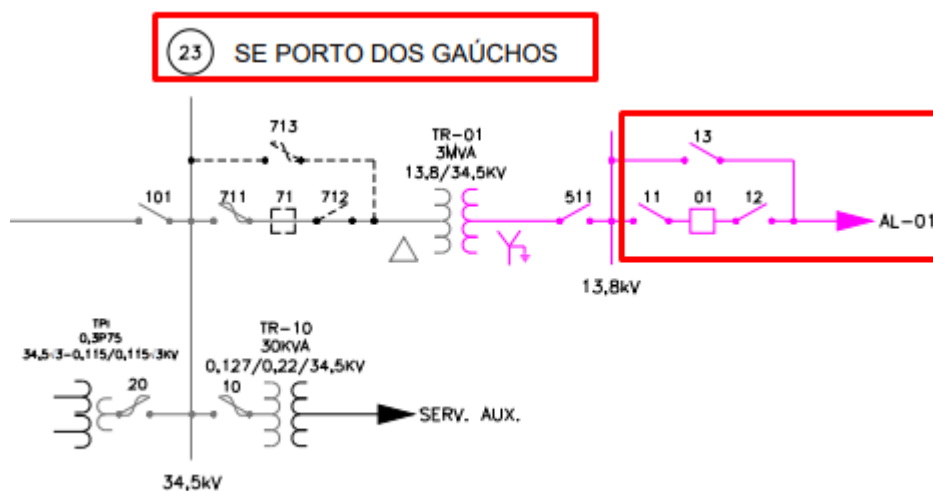 23 SE PORTO DOS GAÚCHOS
713
TR-01
3MVA
13,8/34,5KV
13
101
711
71
712
511
11
01
12
AL-01
13,8kV
TPi
0,3P75
34,5√3-0,115/0,115√3KV
TR-10
30KVA
0,127/0,22/34,5KV
20
10
SERV. AUX.
34,5kV